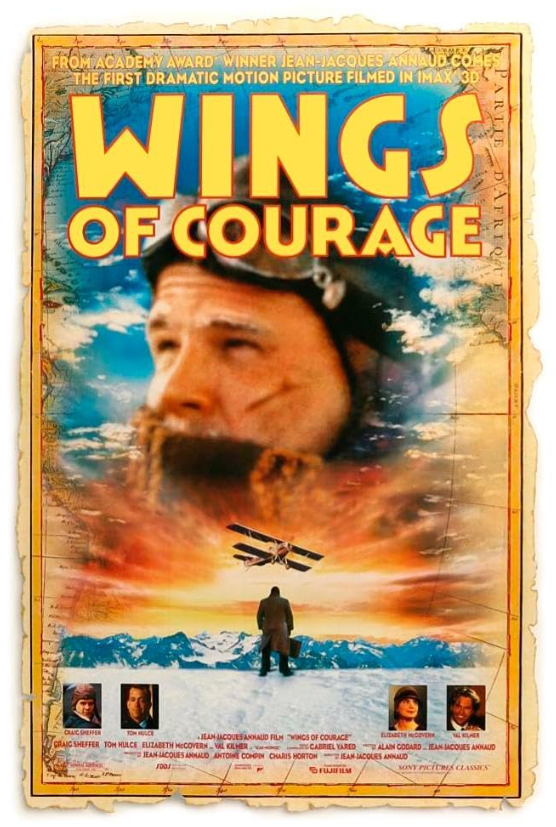 FROM ACADEMY AWARD® WINNER JEAN-JACQUES ANNAUD COMES
THE FIRST DRAMATIC MOTION PICTURE FILMED IN IMAX® 3D
WINGS
OF COURAGE
PARTIE D'AFRIQUE
CRAIG SHEFFER
TOM HULCE
ELIZABETH McGOVERN
VAL KILMER
A JEAN-JACQUES ANNAUD FILM "WINGS OF COURAGE"
CRAIG SHEFFER TOM HULCE ELIZABETH McGOVERN VAL KILMER GABRIEL YARED ALAIN GODARD JEAN-JACQUES ANNAUD
JEAN-JACQUES ANNAUD ANTOINE COMPIN CHARIS HORTON JEAN-JACQUES ANNAUD
FUJIFILM
SONY PICTURES CLASSICS